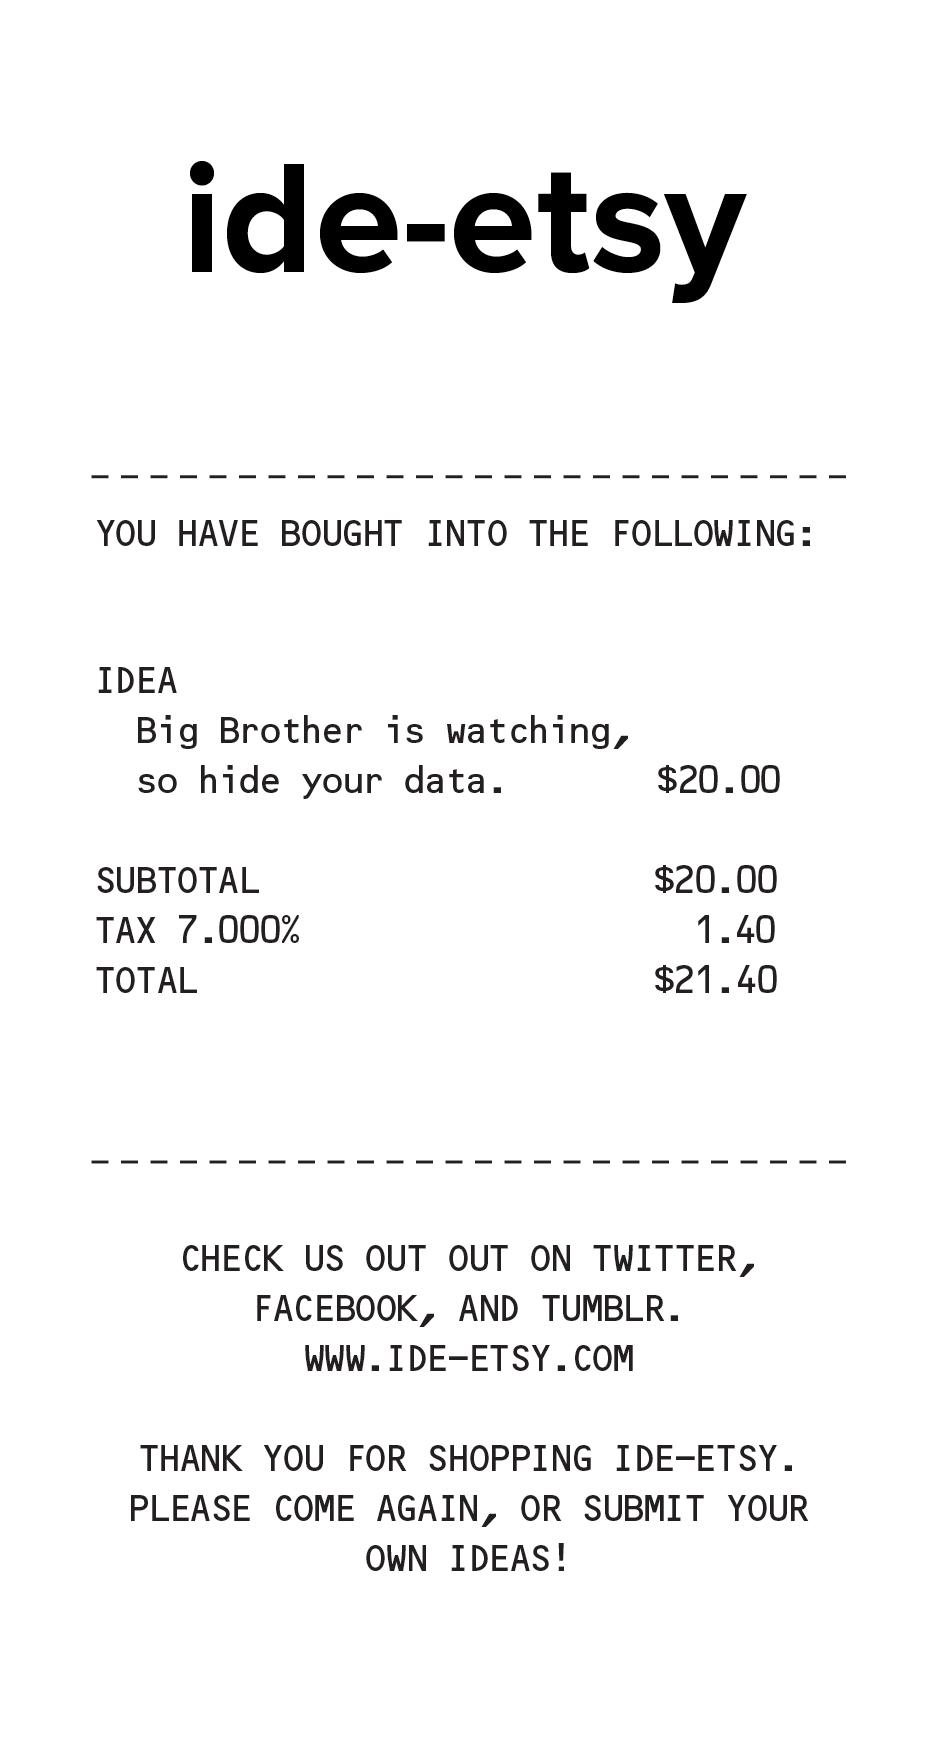 ide-etsy
YOU HAVE BOUGHT INTO THE FOLLOWING:
IDEA
Big Brother is watching,
so hide your data. $20.00
SUBTOTAL $20.00
TAX 7.000% 1.40
TOTAL $21.40
CHECK US OUT OUT ON TWITTER,
FACEBOOK, AND TUMBLR.
WWW.IDE-ETSY.COM
THANK YOU FOR SHOPPING IDE-ETSY.
PLEASE COME AGAIN, OR SUBMIT YOUR
OWN IDEAS!